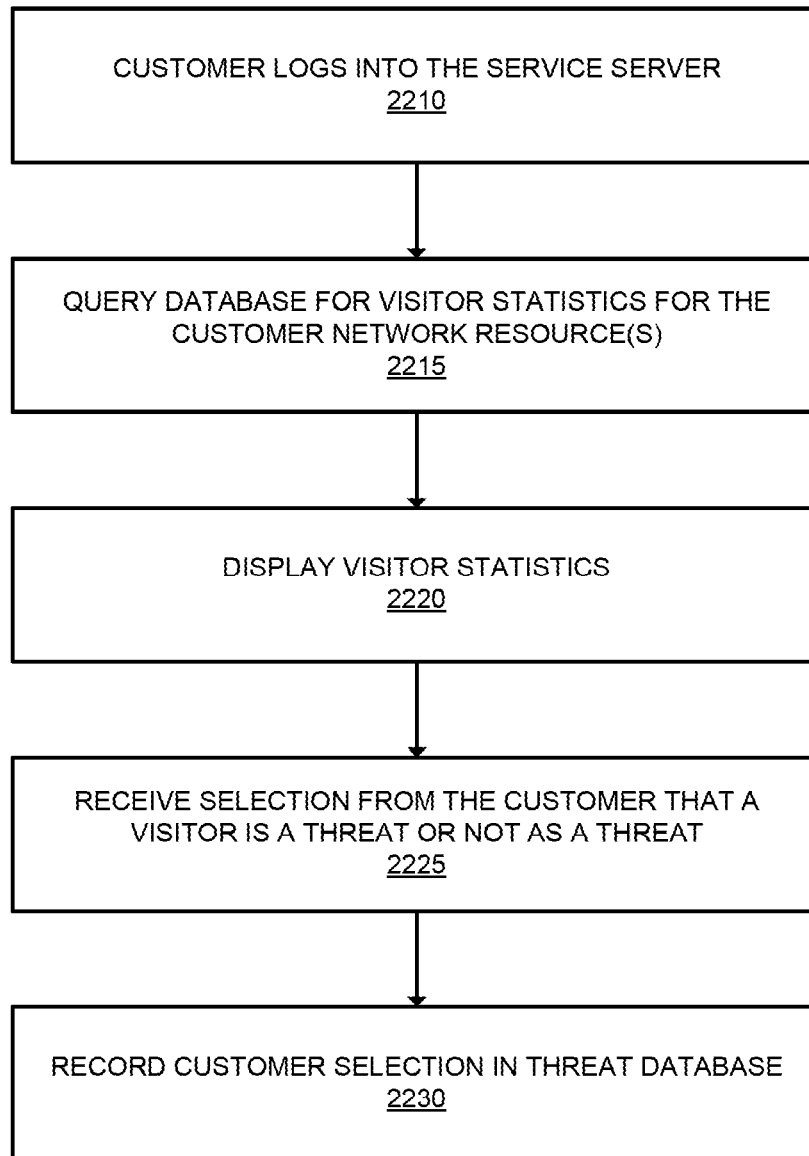 CUSTOMER LOGS INTO THE SERVICE SERVER
2210
QUERY DATABASE FOR VISITOR STATISTICS FOR THE
CUSTOMER NETWORK RESOURCE(S)
2215
DISPLAY VISITOR STATISTICS
2220
RECEIVE SELECTION FROM THE CUSTOMER THAT A
VISITOR IS A THREAT OR NOT AS A THREAT
2225
RECORD CUSTOMER SELECTION IN THREAT DATABASE
2230